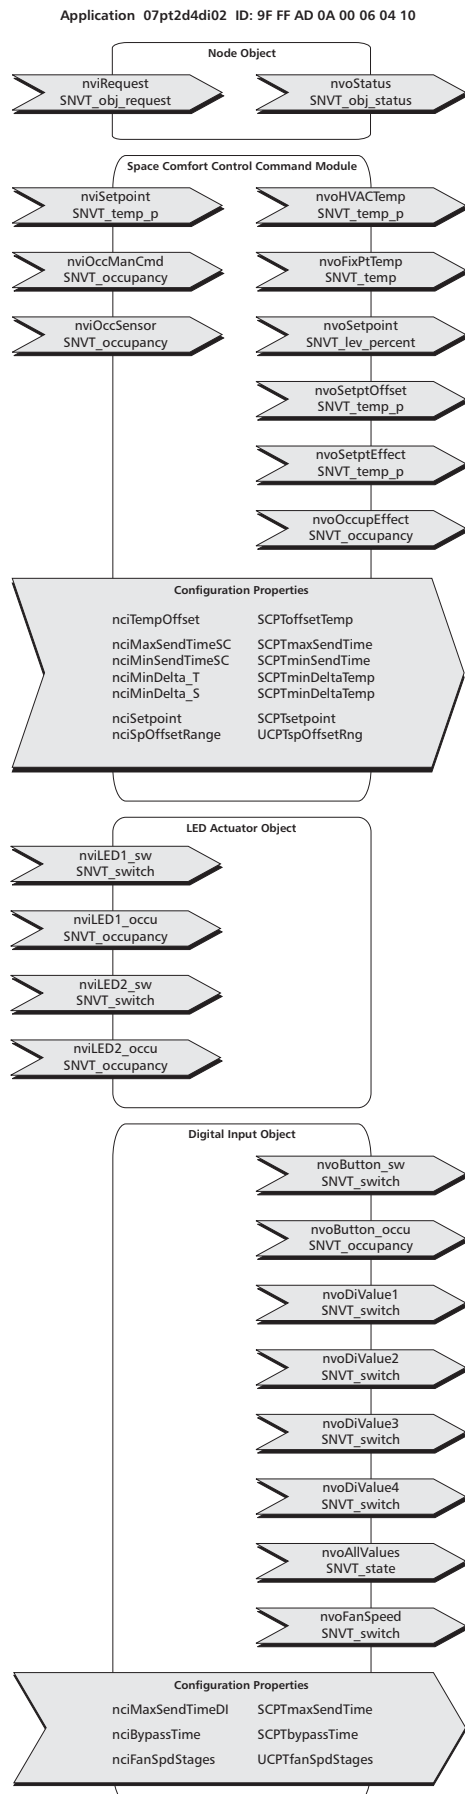 Application 07pt2d4di02 ID: 9F FF AD 0A 00 06 04 10
Node Object
nviRequest
SNVT_obj_request
nvoStatus
SNVT_obj_status
Space Comfort Control Command Module
nviSetpoint
SNVT_temp_p
nvoHVACTemp
SNVT_temp_p
nviOccManCmd
SNVT_occupancy
nvoFixPtTemp
SNVT_temp
nviOccSensor
SNVT_occupancy
nvoSetpoint
SNVT_lev_percent
nvoSetptOffset
SNVT_temp_p
nvoSetptEffect
SNVT_temp_p
nvoOccupEffect
SNVT_occupancy
Configuration Properties
nciTempOffset SCPToffsetTemp
nciMaxSendTimeSC SCPTmaxSendTime
nciMinSendTimeSC SCPTminSendTime
nciMinDelta_T SCPTminDeltaTemp
nciMinDelta_S SCPTminDeltaTemp
nciSetpoint SCPTsetpoint
nciSpOffsetRange UCPTspOffsetRng
LED Actuator Object
nviLED1_sw
SNVT_switch
nviLED1_occu
SNVT_occupancy
nviLED2_sw
SNVT_switch
nviLED2_occu
SNVT_occupancy
Digital Input Object
nvoButton_sw
SNVT_switch
nvoButton_occu
SNVT_occupancy
nvoDiValue1
SNVT_switch
nvoDiValue2
SNVT_switch
nvoDiValue3
SNVT_switch
nvoDiValue4
SNVT_switch
nvoAllValues
SNVT_state
nvoFanSpeed
SNVT_switch
Configuration Properties
nciMaxSendTimeDI SCPTmaxSendTime
nciBypassTime SCPTbypassTime
nciFanSpdStages UCPTfanSpdStages